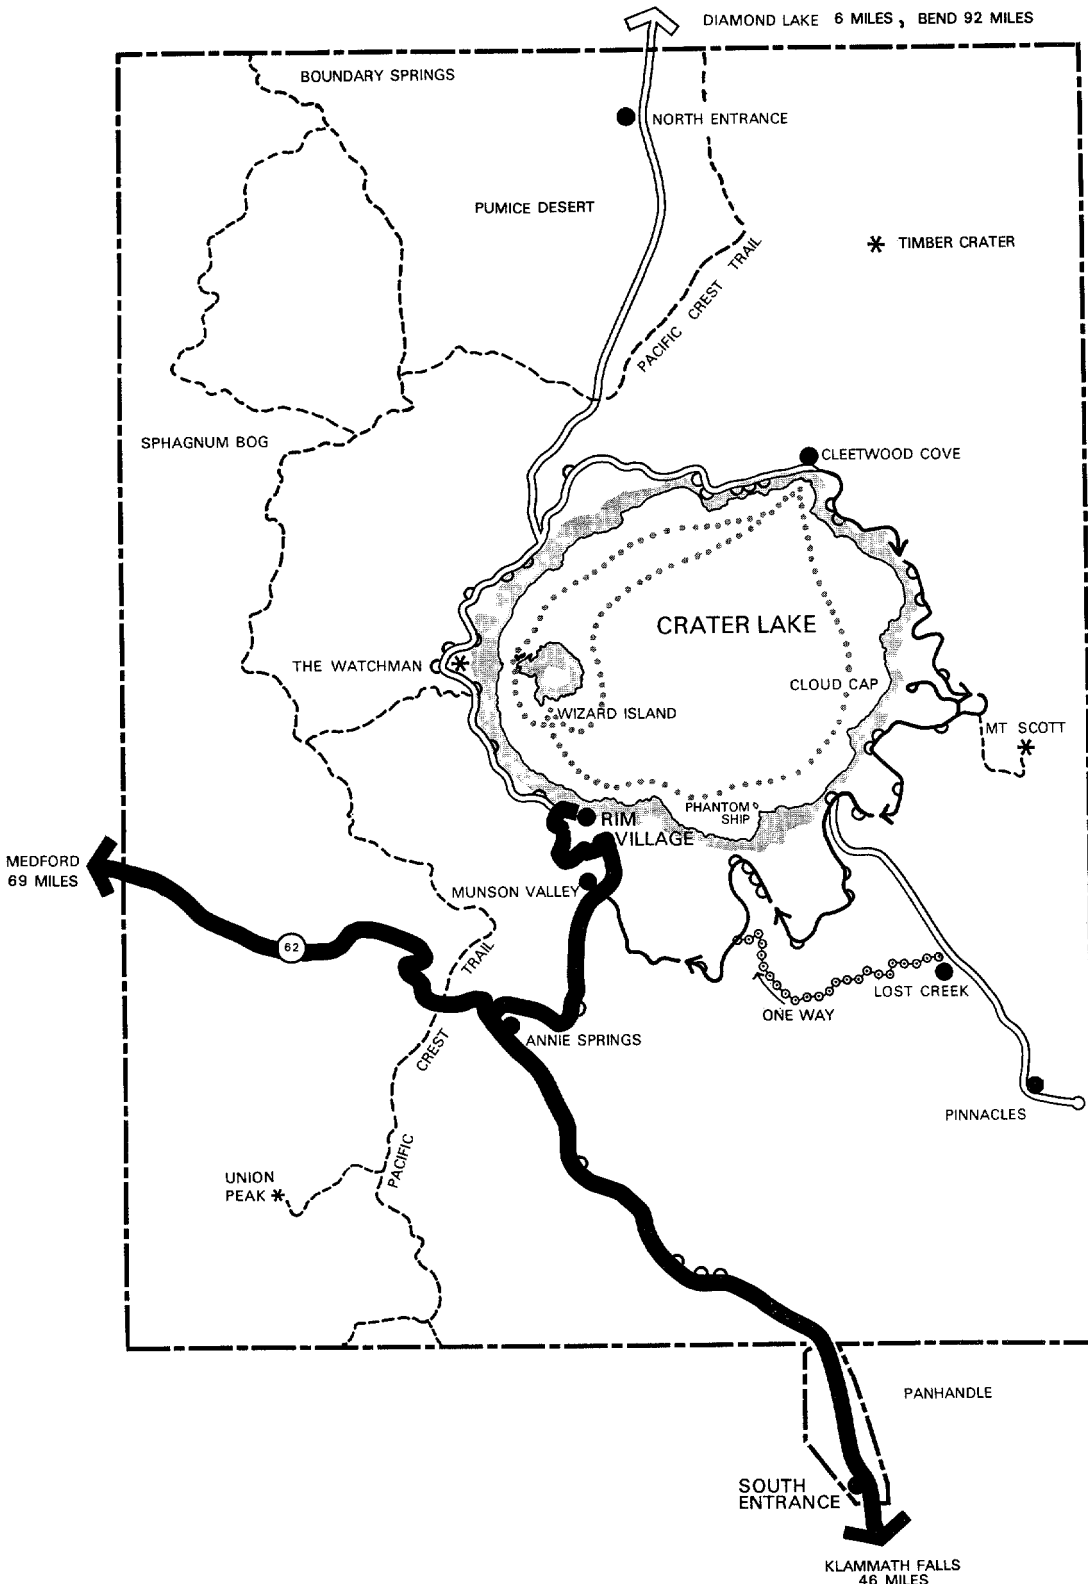 DIAMOND LAKE 6 MILES, BEND 92 MILES
BOUNDARY SPRINGS
NORTH ENTRANCE
PUMICE DESERT
TIMBER CRATER
PACIFIC CREST TRAIL
SPHAGNUM BOG
CLEETWOOD COVE
CRATER LAKE
THE WATCHMAN
CLOUD CAP
WIZARD ISLAND
MT SCOTT
PHANTOM
SHIP
RIM
VILLAGE
MEDFORD
69 MILES
MUNSON VALLEY
62
LOST CREEK
ONE WAY
ANNIE SPRINGS
PACIFIC CREST TRAIL
PINNACLES
UNION
PEAK
PANHANDLE
SOUTH
ENTRANCE
KLAMMATH FALLS
46 MILES